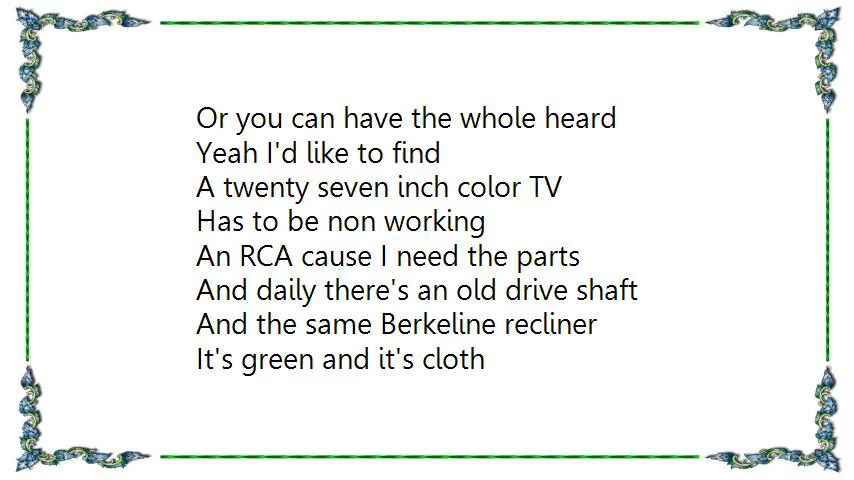 Or you can have the whole heard
Yeah I'd like to find
A twenty seven inch color TV
Has to be non working
An RCA cause I need the parts
And daily there's an old drive shaft
And the same Berkeline recliner
It's green and it's cloth